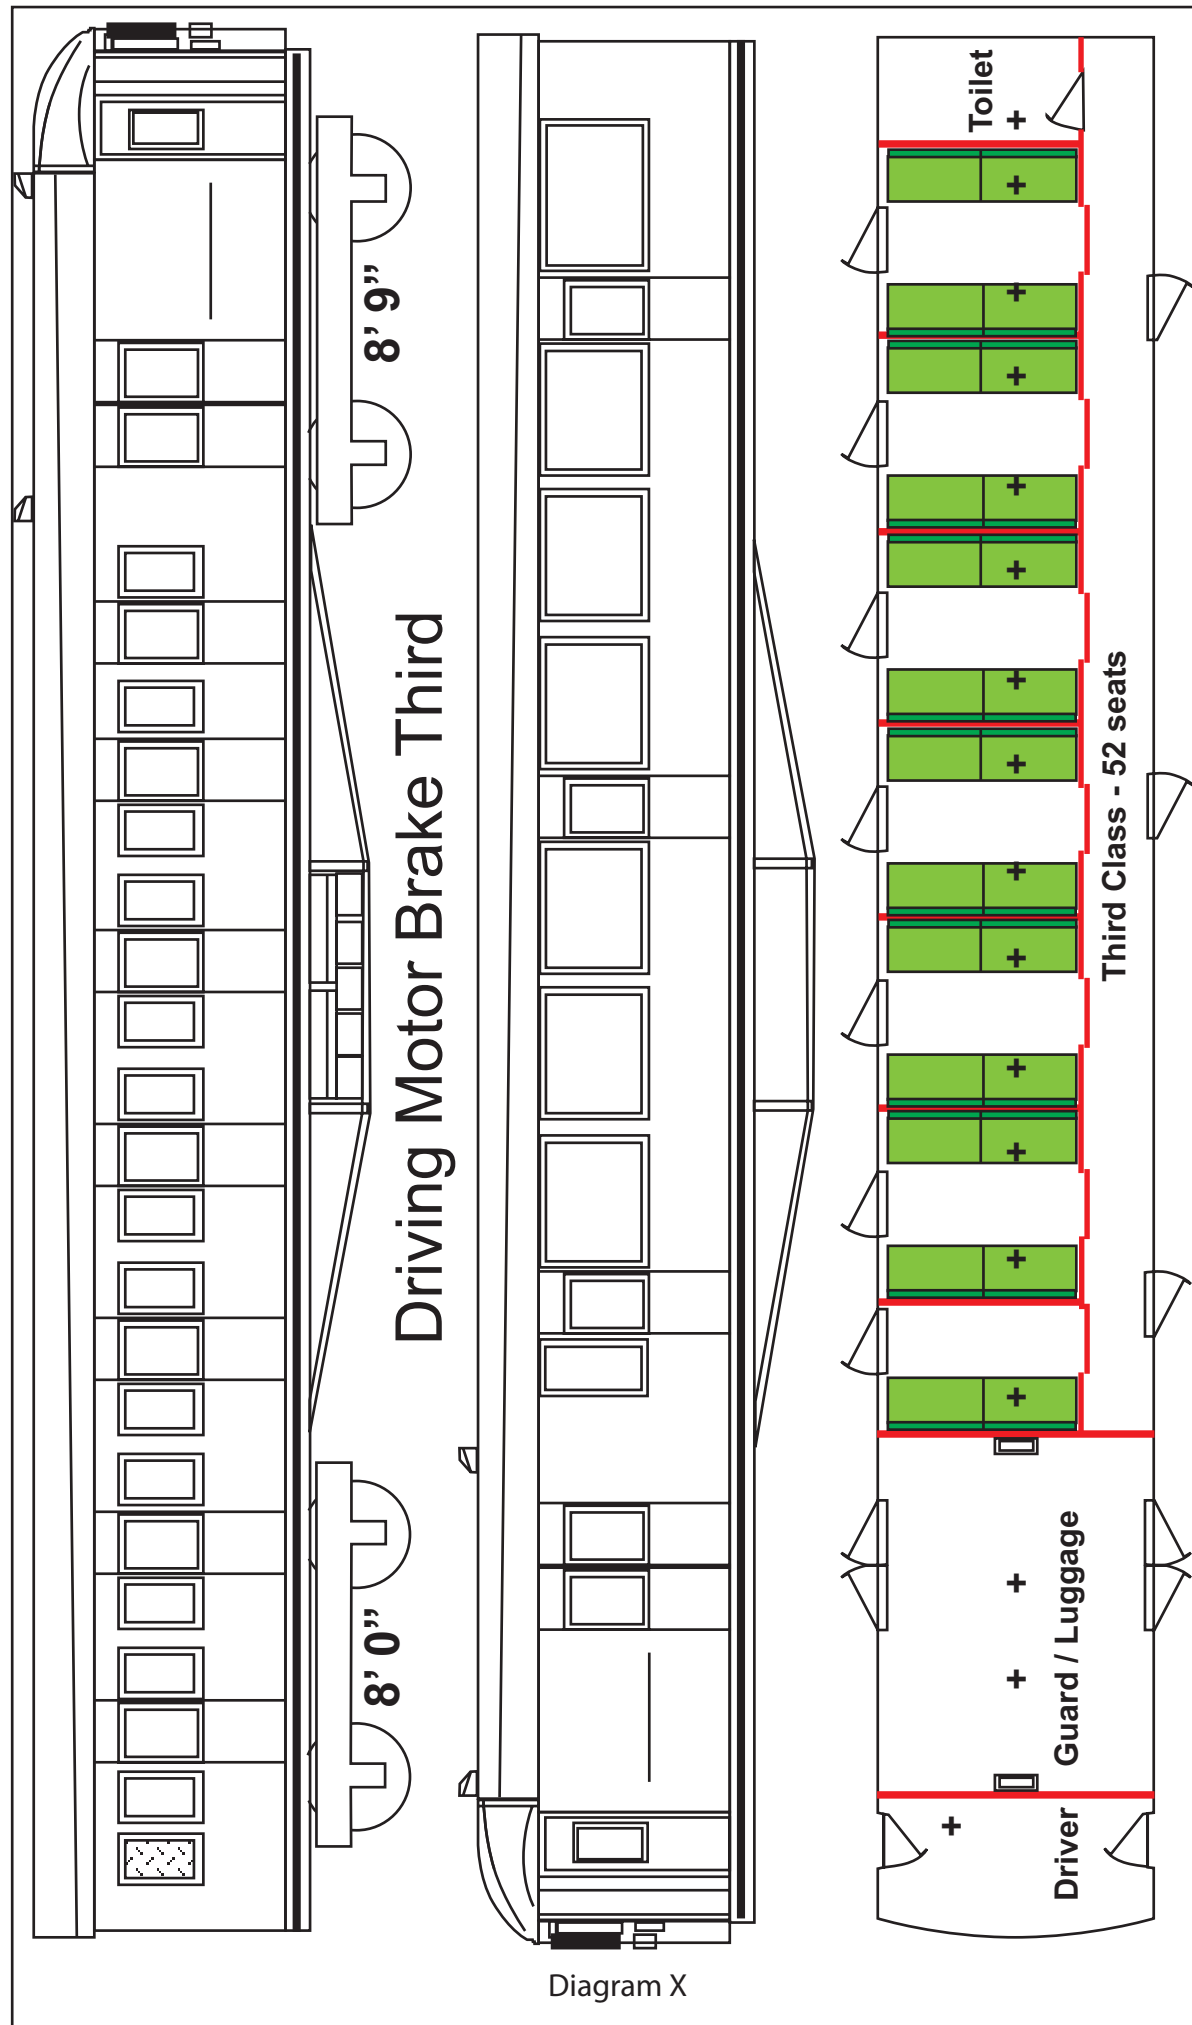 8’ 9”
Driving Motor Brake Third
8’ 0”
Toilet
Third Class - 52 seats
Guard / Luggage
Driver
Diagram X